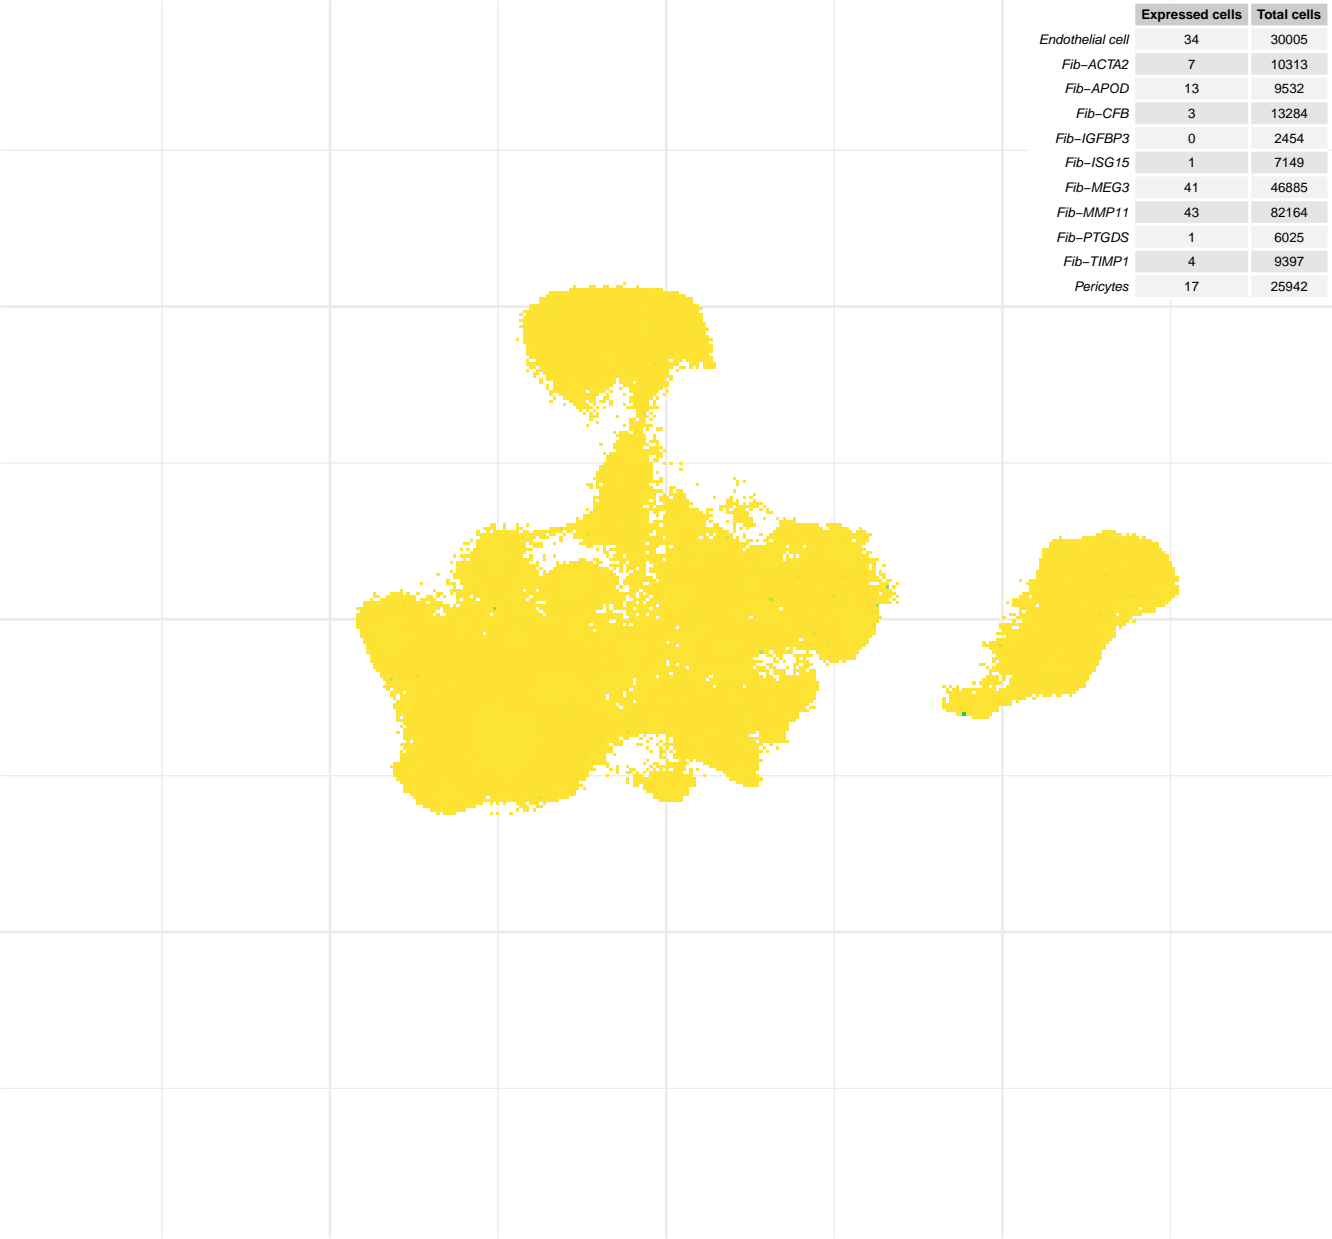 Expressed cells Total cells
Endothelial cell 34 30005
Fib−ACTA2 7 10313
Fib−APOD 13 9532
Fib−CFB 3 13284
Fib−IGFBP3 0 2454
Fib−ISG15 1 7149
Fib−MEG3 41 46885
Fib−MMP11 43 82164
Fib−PTGDS 1 6025
Fib−TIMP1 4 9397
Pericytes 17 25942